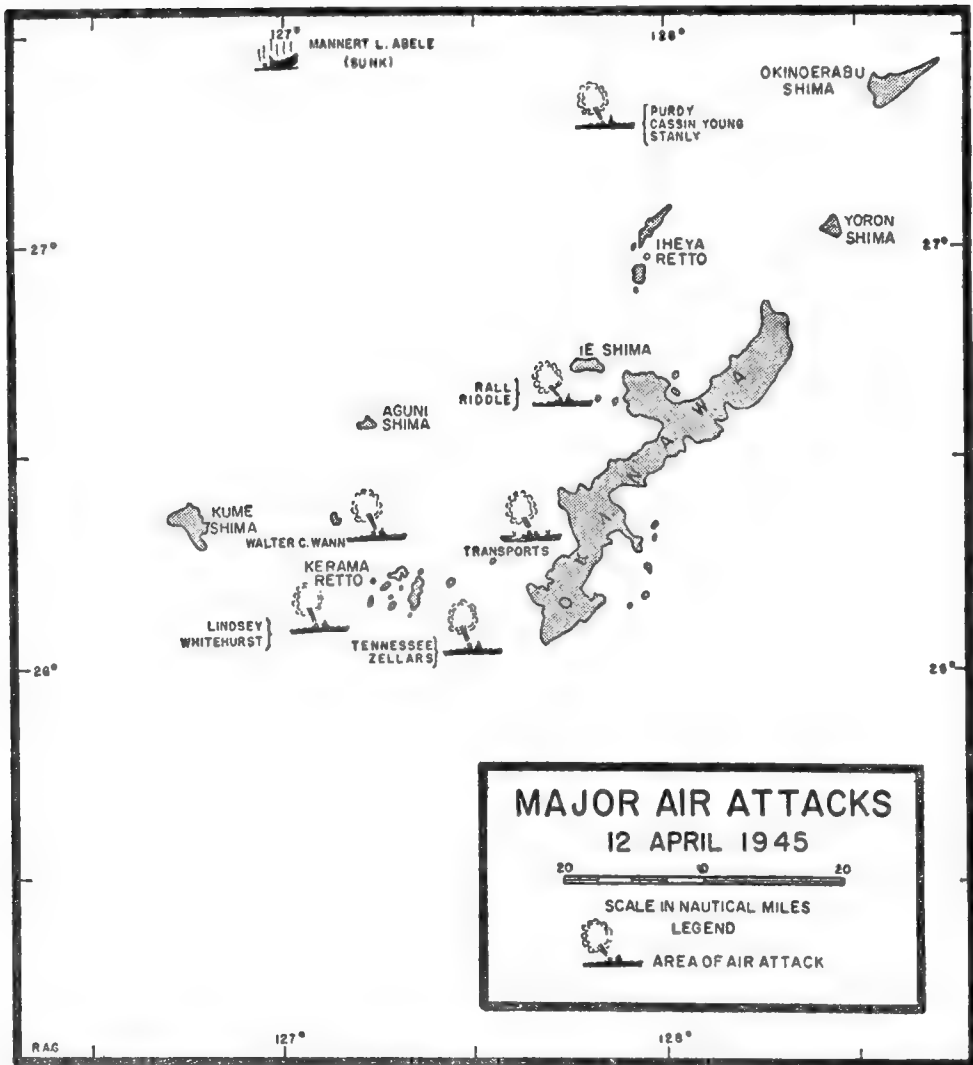 127°
128°
MANNERT L. ABELE
(SUNK)
OKINOERABU
SHIMA
PURDY
CASSIN YOUNG
STANLY
27°
YORON
SHIMA
27°
IHEYA
RETTO
IE SHIMA
RALL
RIDDLE
AGUNI
SHIMA
OKINAWA
KUME
SHIMA
WALTER C. WANN
TRANSPORTS
KERAMA
RETTO
LINDSEY
WHITEHURST
TENNESSEE
ZELLARS
26°
26°
MAJOR AIR ATTACKS
12 APRIL 1945
20 0 20
SCALE IN NAUTICAL MILES
LEGEND
AREA OF AIR ATTACK
RAG
127°
128°